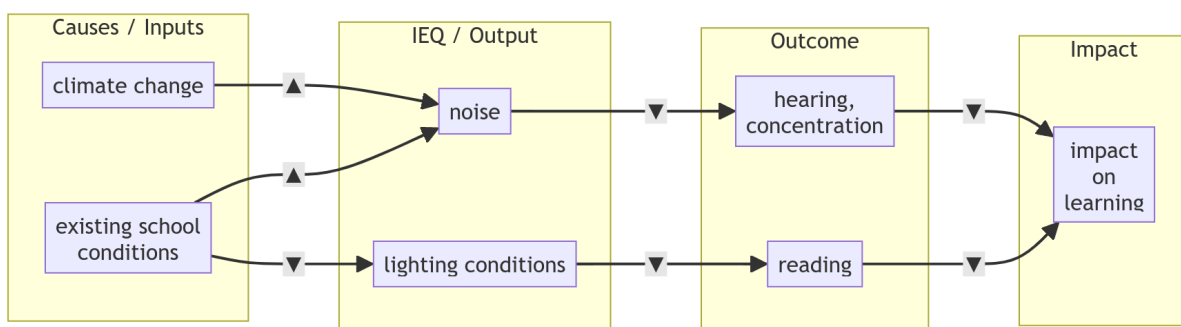 Causes / Inputs
IEQ / Output
Outcome
Impact
climate change
▲
noise
▼
hearing,
concentration
▼
impact
on
learning
▲
existing school
conditions
▼
lighting conditions
▼
reading
▼